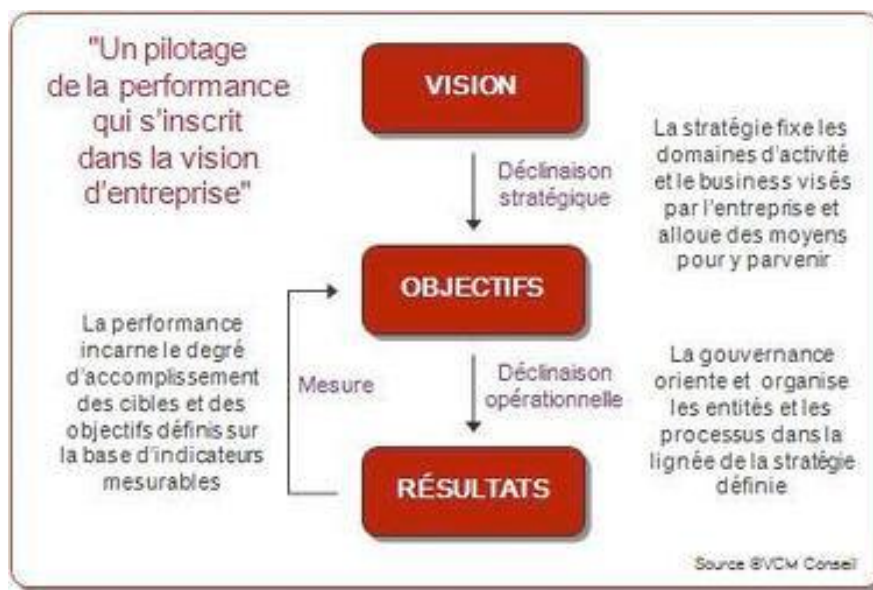 "Un pilotage
de la performance
qui s'inscrit
dans la vision
d'entreprise"
VISION
Déclinaison
stratégique
La stratégie fixe les
domaines d'activité
et le business visés
par l'entreprise et
alloue des moyens
pour y parvenir
OBJECTIFS
La performance
incarne le degré
d'accomplissement
des cibles et des
objectifs définis sur
la base d'indicateurs
mesurables
Mesure
Déclinaison
opérationnelle
La gouvernance
oriente et organise
les entités et les
processus dans la
lignée de la stratégie
définie
RÉSULTATS
Source ©VCM Conseil